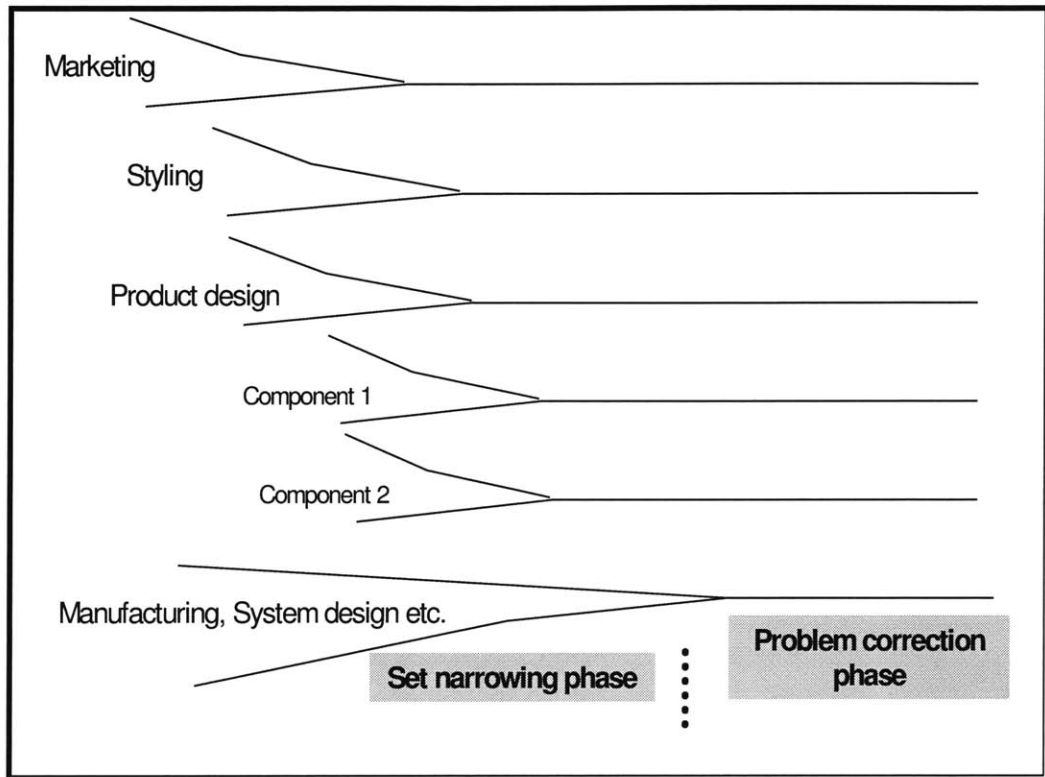 Marketing
Styling
Product design
Component 1
Component 2
Manufacturing, System design etc.
Set narrowing phase
Problem correction
phase